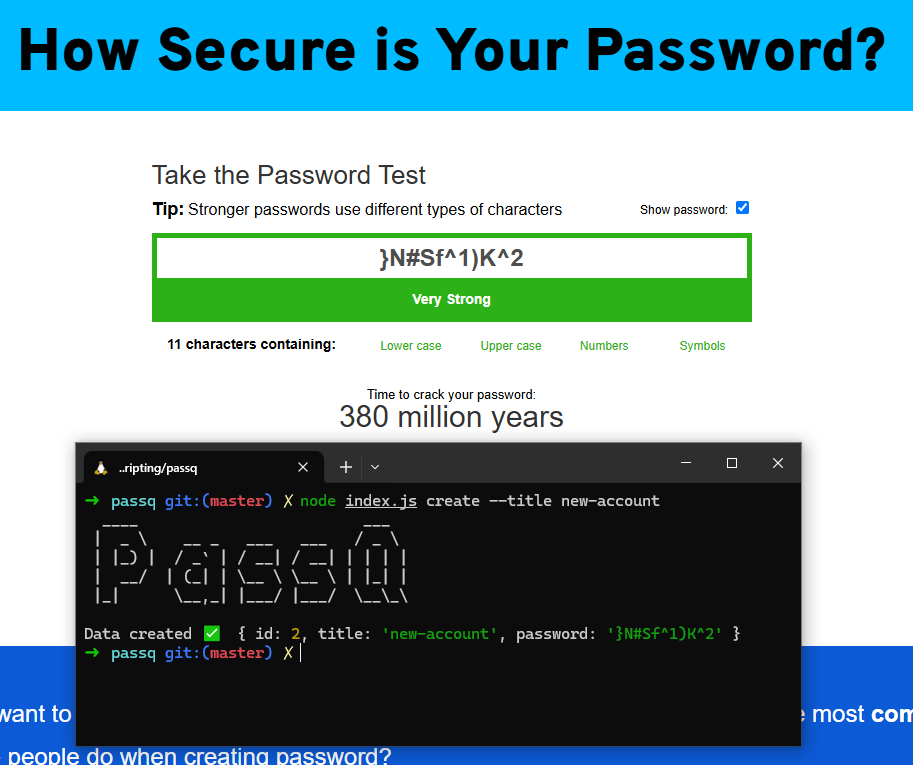 How Secure is Your Password?
Take the Password Test
Tip: Stronger passwords use different types of characters
Show password:
}N#Sf^1)K^2
Very Strong
11 characters containing:
Lower case
Upper case
Numbers
Symbols
Time to crack your password:
380 million years
..ripting/passq
➜ passq git:(master) ✗ node index.js create --title new-account
PassQ
Data created ✅ { id: 2, title: 'new-account', password: '}N#Sf^1)K^2' }
➜ passq git:(master) ✗
want to
most com
people do when creating password?